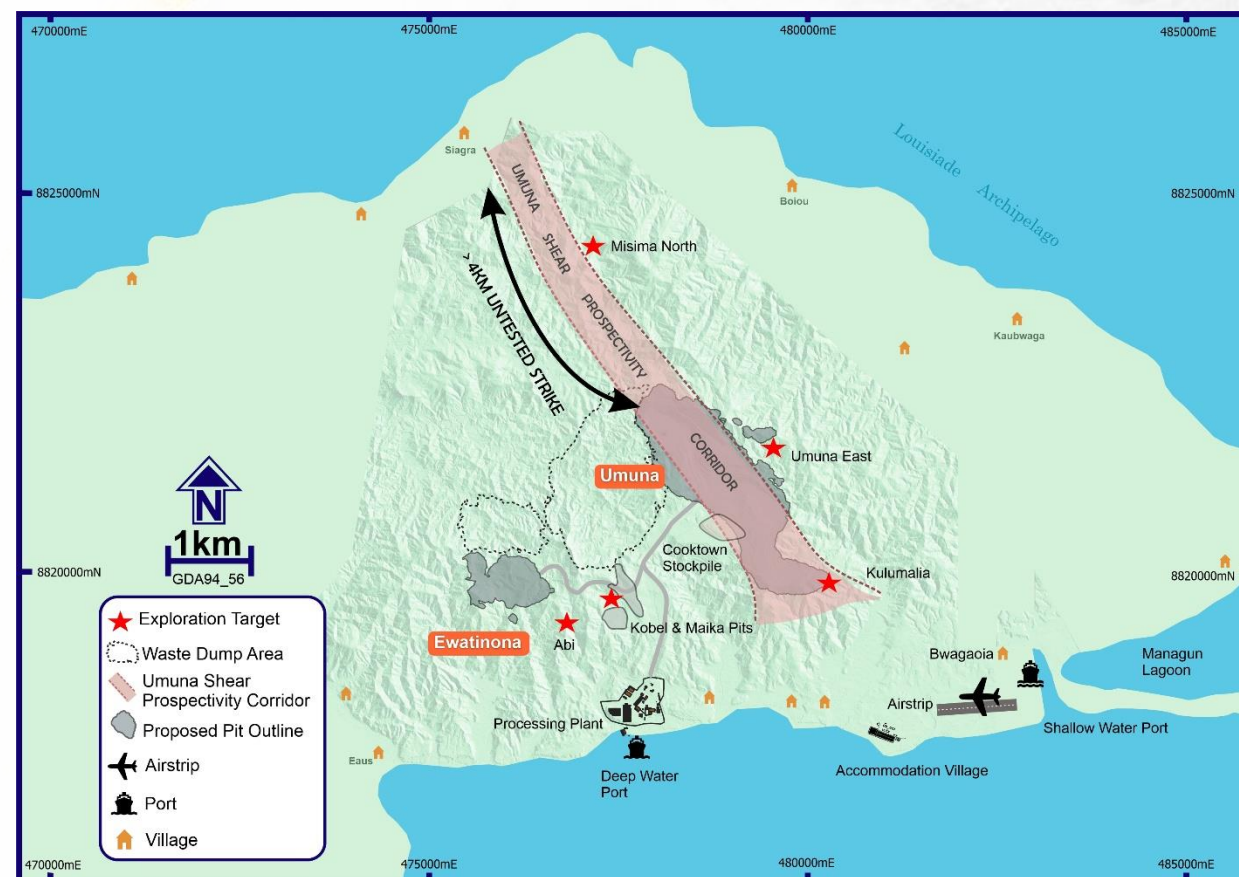 470000mE
475000mE
480000mE
485000mE
8825000mN
8825000mN
Siagra
Boiou
Louisiade Archipelago
UMUNA SHEAR PROSPECTIVITY CORRIDOR
Misima North
> 4KM UNTESTED STRIKE
Kaubwaga
Umuna
Umuna East
N
1km
GDA94_56
Cooktown
Stockpile
8820000mN
8820000mN
Kulumalia
Ewatinona
Abi
Kobel & Maika Pits
Bwagaoia
Managun
Lagoon
Airstrip
Shallow Water Port
Processing Plant
Eaus
Deep Water
Port
Accommodation Village
Exploration Target
Waste Dump Area
Umuna Shear
Prospectivity Corridor
Proposed Pit Outline
Airstrip
Port
Village
470000mE
475000mE
480000mE
485000mE